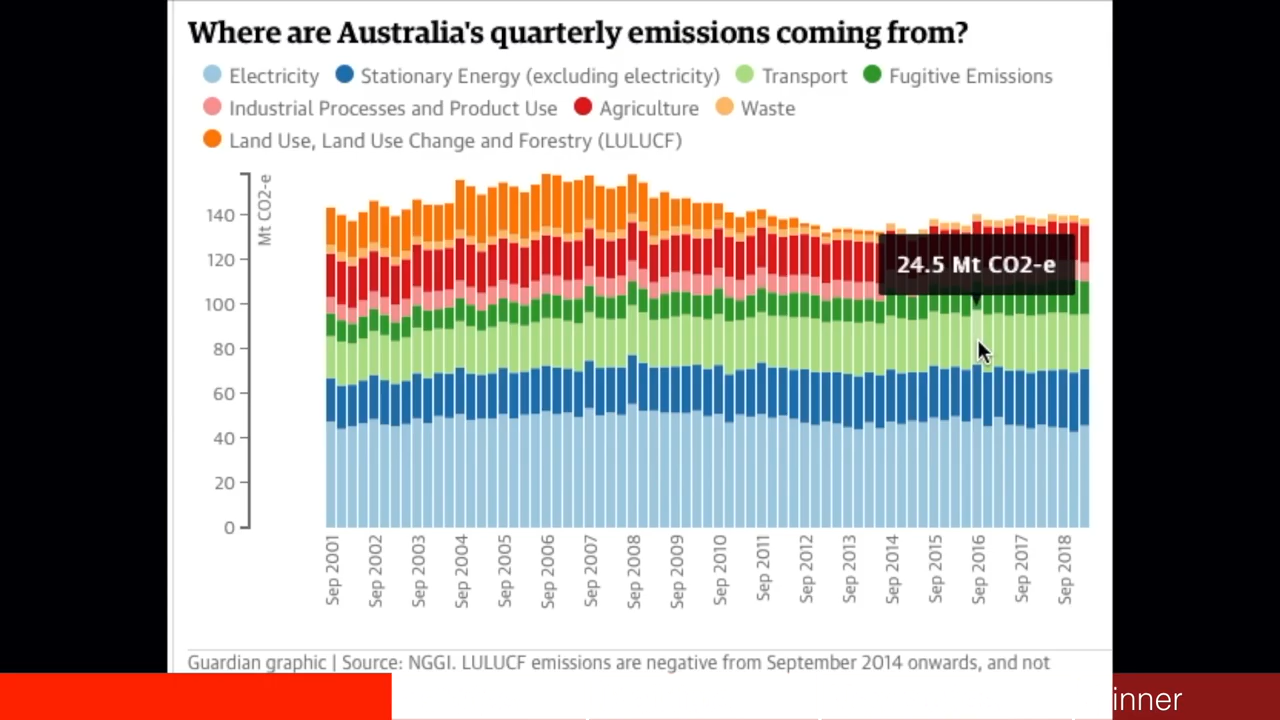 Where are Australia's quarterly emissions coming from?
Electricity Stationary Energy (excluding electricity) Transport Fugitive Emissions
Industrial Processes and Product Use Agriculture Waste
Land Use, Land Use Change and Forestry (LULUCF)
Mt CO2-e
140
120
100
80
60
40
20
0
24.5 Mt CO2-e
Sep 2001 Sep 2002 Sep 2003 Sep 2004 Sep 2005 Sep 2006 Sep 2007 Sep 2008 Sep 2009 Sep 2010 Sep 2011 Sep 2012 Sep 2013 Sep 2014 Sep 2015 Sep 2016 Sep 2017 Sep 2018
Guardian graphic | Source: NGGI. LULUCF emissions are negative from September 2014 onwards, and not
inner